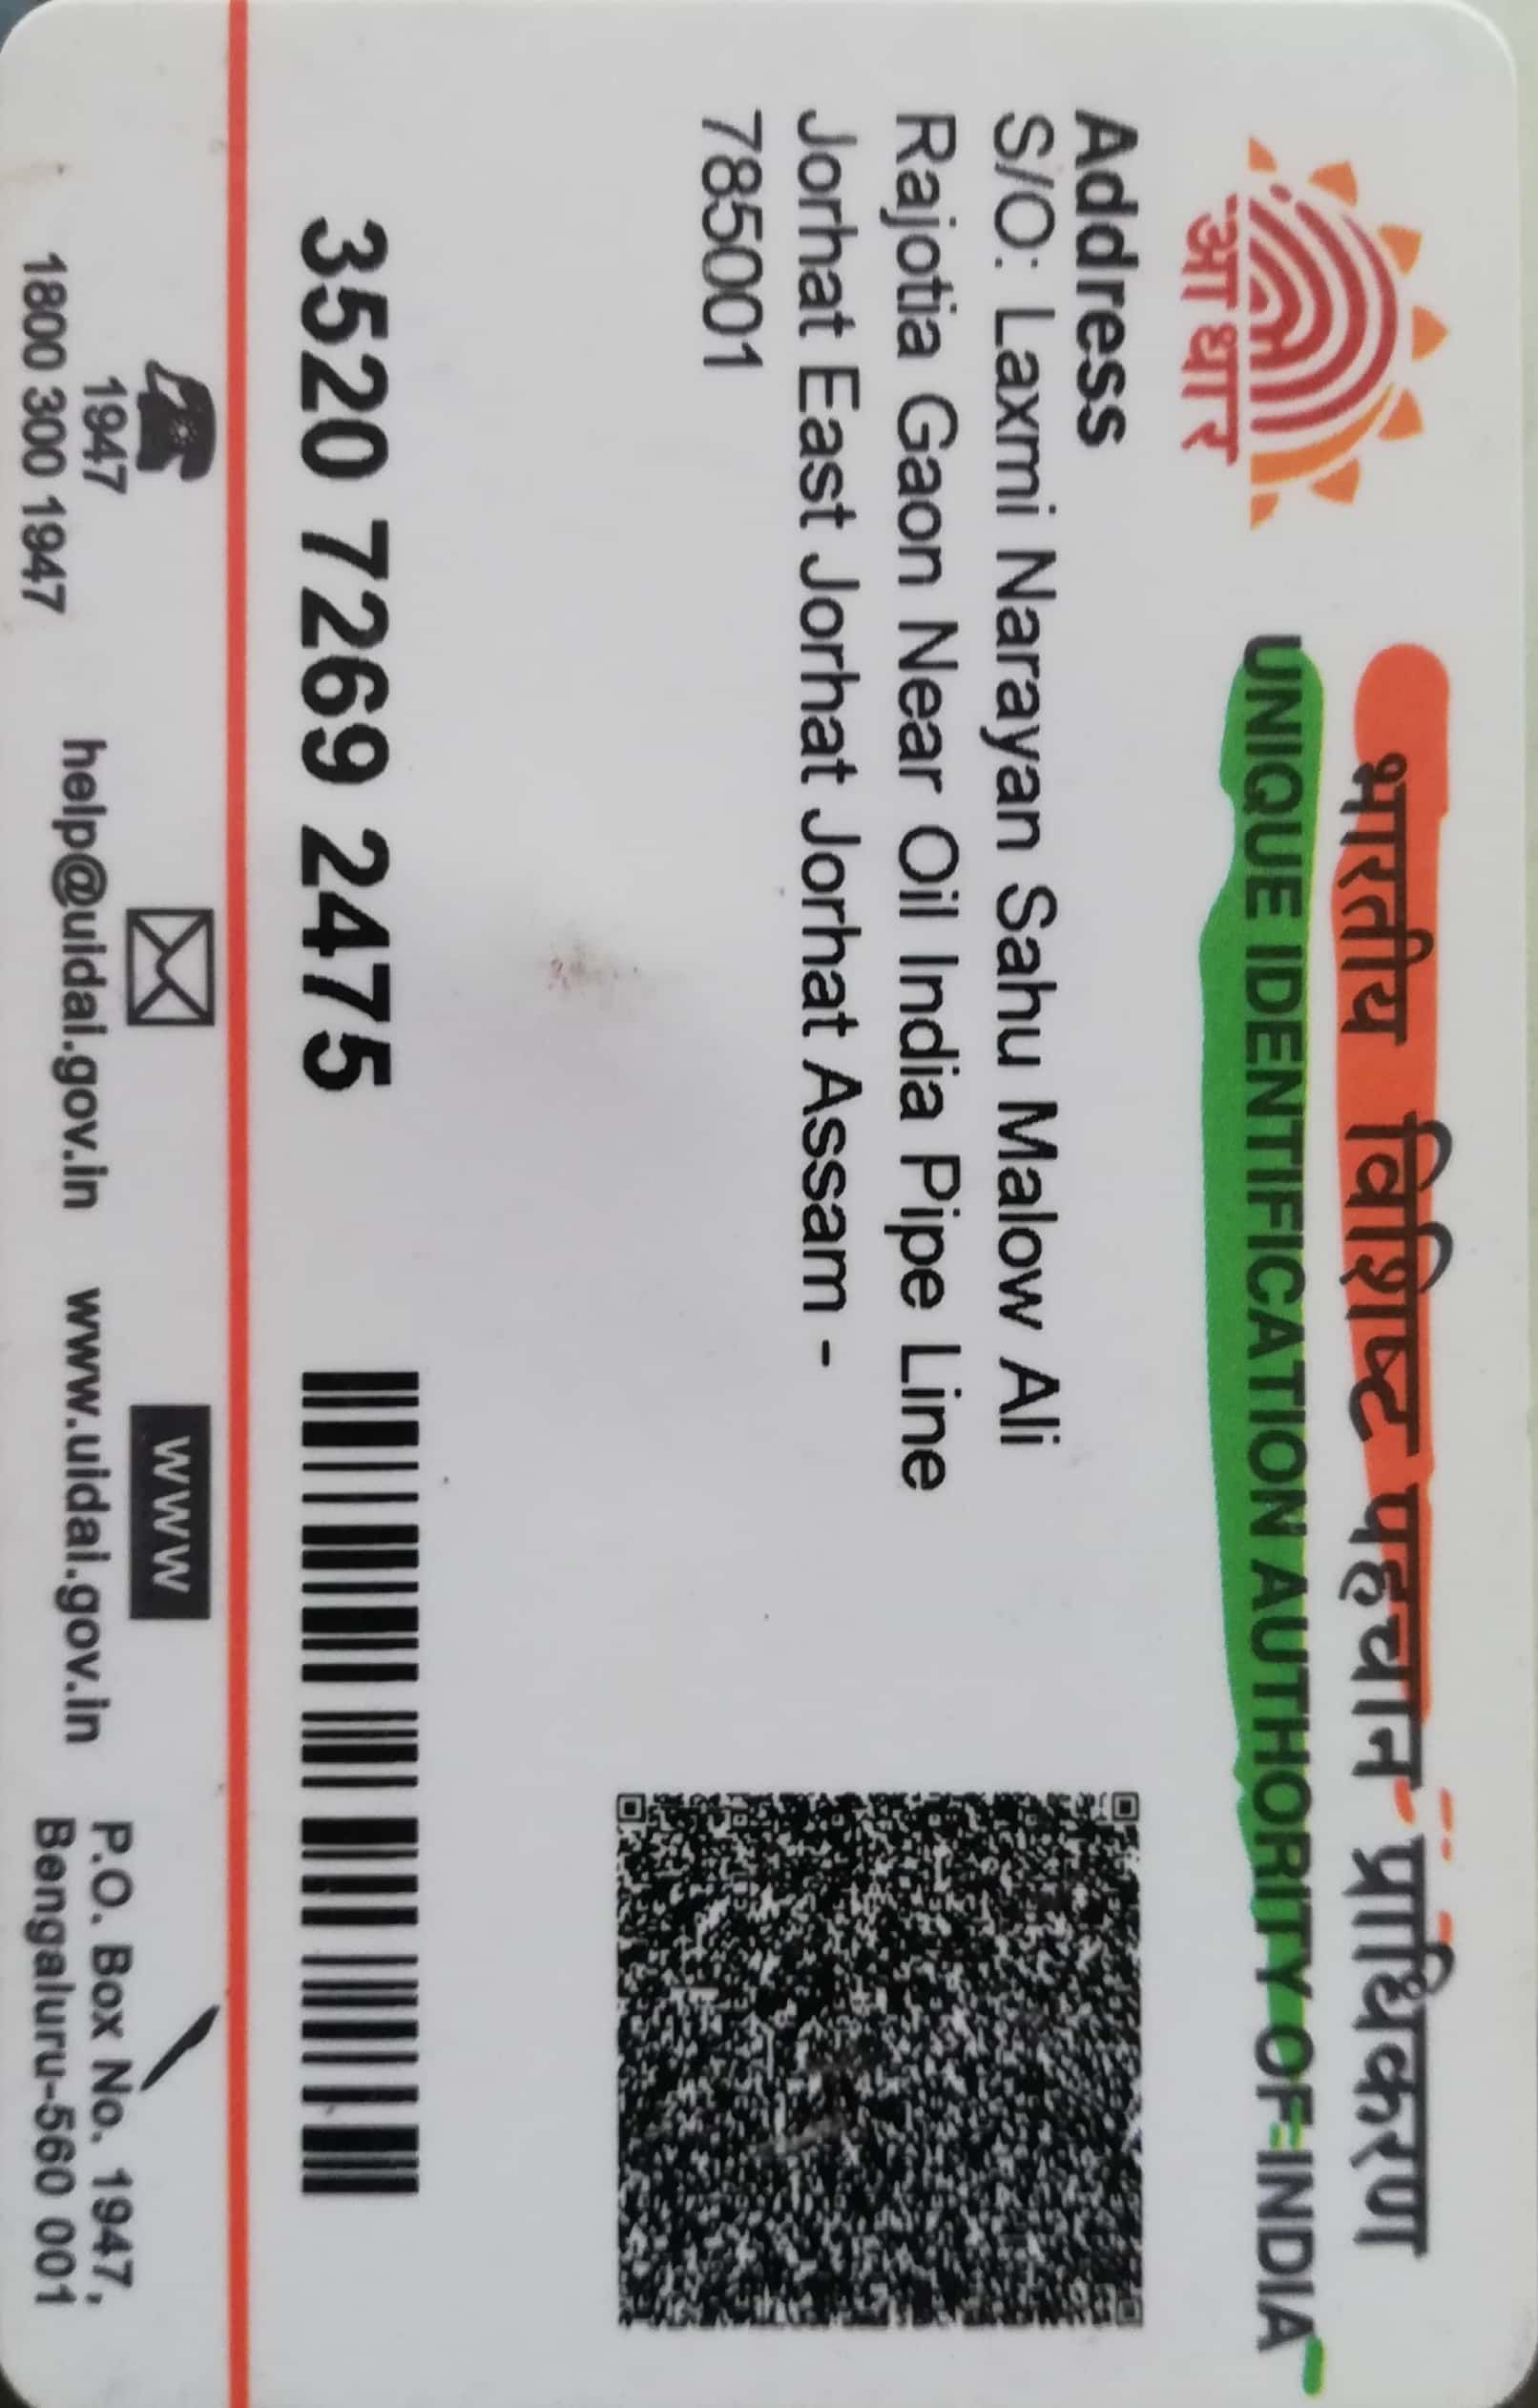 आधार
भारतीय विशिष्ट पहचान प्राधिकरण
UNIQUE IDENTIFICATION AUTHORITY OF INDIA
Address
S/O: Laxmi Narayan Sahu Malow Ali
Rajotia Gaon Near Oil India Pipe Line
Jorhat East Jorhat Jorhat Assam -
785001
3520 7269 2475
1947
1800 300 1947
help@uidai.gov.in
WWW
www.uidai.gov.in
P.O. Box No. 1947,
Bengaluru-560 001